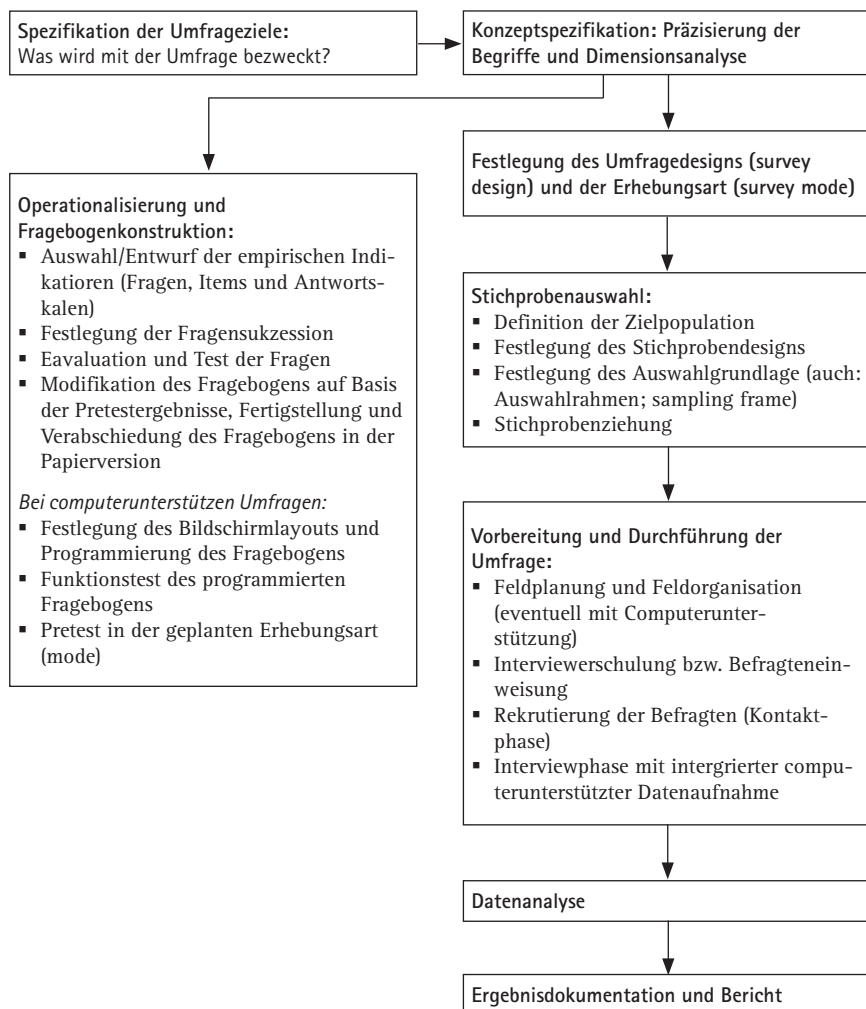 Spezifikation der Umfrageziele:
Was wird mit der Umfrage bezweckt?
Konzeptspezifikation: Präzisierung der
Begriffe und Dimensionsanalyse
Operationalisierung und
Fragebogenkonstruktion:
▪ Auswahl/Entwurf der empirischen Indi-
katioren (Fragen, Items und Antworts-
kalen)
▪ Festlegung der Fragensukzession
▪ Eavaluation und Test der Fragen
▪ Modifikation des Fragebogens auf Basis
der Pretestergebnisse, Fertigstellung und
Verabschiedung des Fragebogens in der
Papierversion
Bei computerunterstützen Umfragen:
▪ Festlegung des Bildschirmlayouts und
Programmierung des Fragebogens
▪ Funktionstest des programmierten
Fragebogens
▪ Pretest in der geplanten Erhebungsart
(mode)
Festlegung des Umfragedesigns (survey
design) und der Erhebungsart (survey mode)
Stichprobenauswahl:
▪ Definition der Zielpopulation
▪ Festlegung des Stichprobendesigns
▪ Festlegung des Auswahlgrundlage (auch:
Auswahlrahmen; sampling frame)
▪ Stichprobenziehung
Vorbereitung und Durchführung der
Umfrage:
▪ Feldplanung und Feldorganisation
(eventuell mit Computerunter-
stützung)
▪ Interviewerschulung bzw. Befragtenein-
weisung
▪ Rekrutierung der Befragten (Kontakt-
phase)
▪ Interviewphase mit intergrierter compu-
terunterstützter Datenaufnahme
Datenanalyse
Ergebnisdokumentation und Bericht